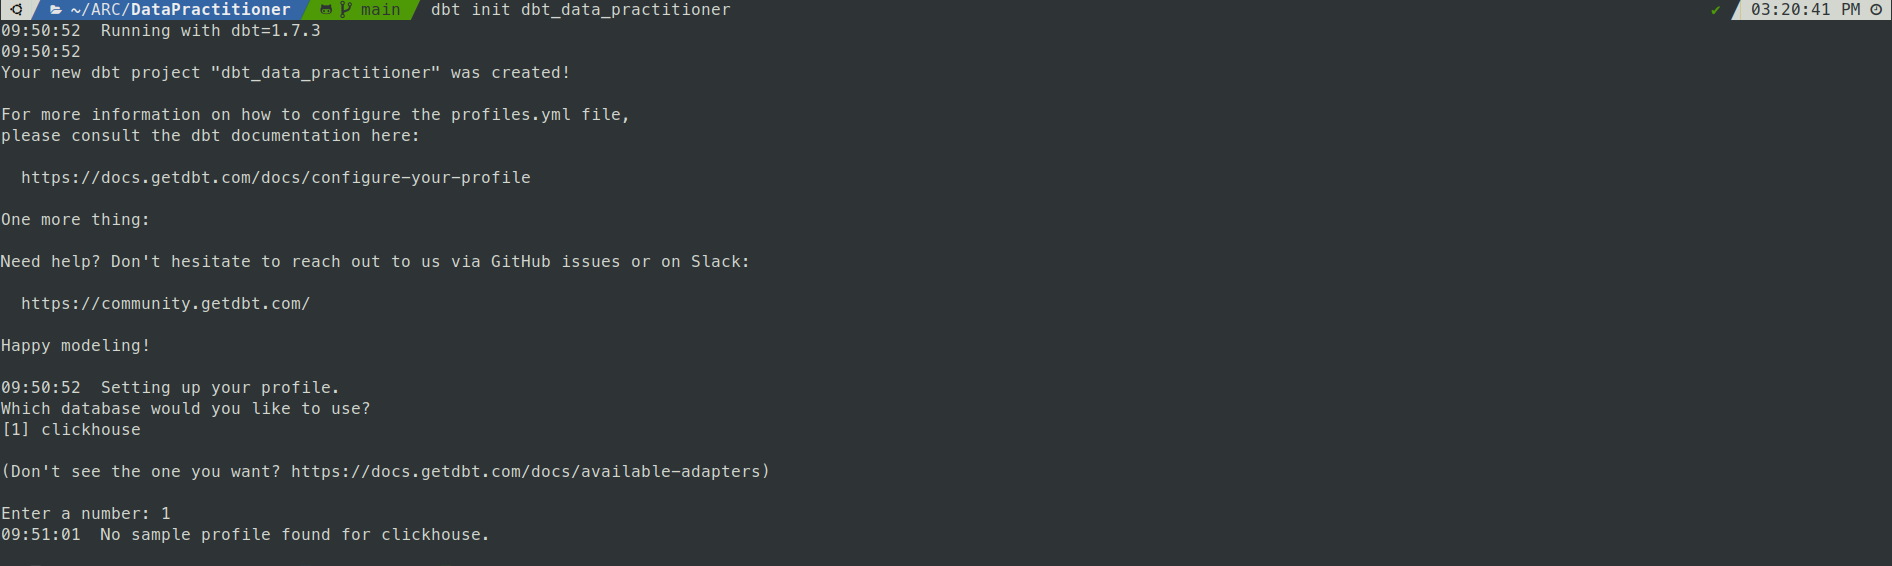 ~/ARC/DataPractitioner main dbt init dbt_data_practitioner ✔ 03:20:41 PM
09:50:52 Running with dbt=1.7.3
09:50:52
Your new dbt project "dbt_data_practitioner" was created!
For more information on how to configure the profiles.yml file,
please consult the dbt documentation here:
https://docs.getdbt.com/docs/configure-your-profile
One more thing:
Need help? Don't hesitate to reach out to us via GitHub issues or on Slack:
https://community.getdbt.com/
Happy modeling!
09:50:52 Setting up your profile.
Which database would you like to use?
[1] clickhouse
(Don't see the one you want? https://docs.getdbt.com/docs/available-adapters)
Enter a number: 1
09:51:01 No sample profile found for clickhouse.